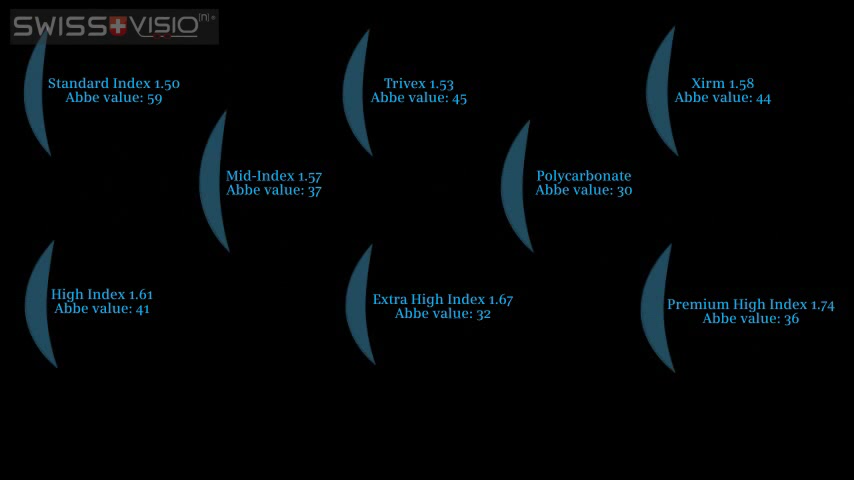 SWISS VISIO [n]®
Standard Index 1.50
Abbe value: 59
Trivex 1.53
Abbe value: 45
Xirm 1.58
Abbe value: 44
Mid-Index 1.57
Abbe value: 37
Polycarbonate
Abbe value: 30
High Index 1.61
Abbe value: 41
Extra High Index 1.67
Abbe value: 32
Premium High Index 1.74
Abbe value: 36